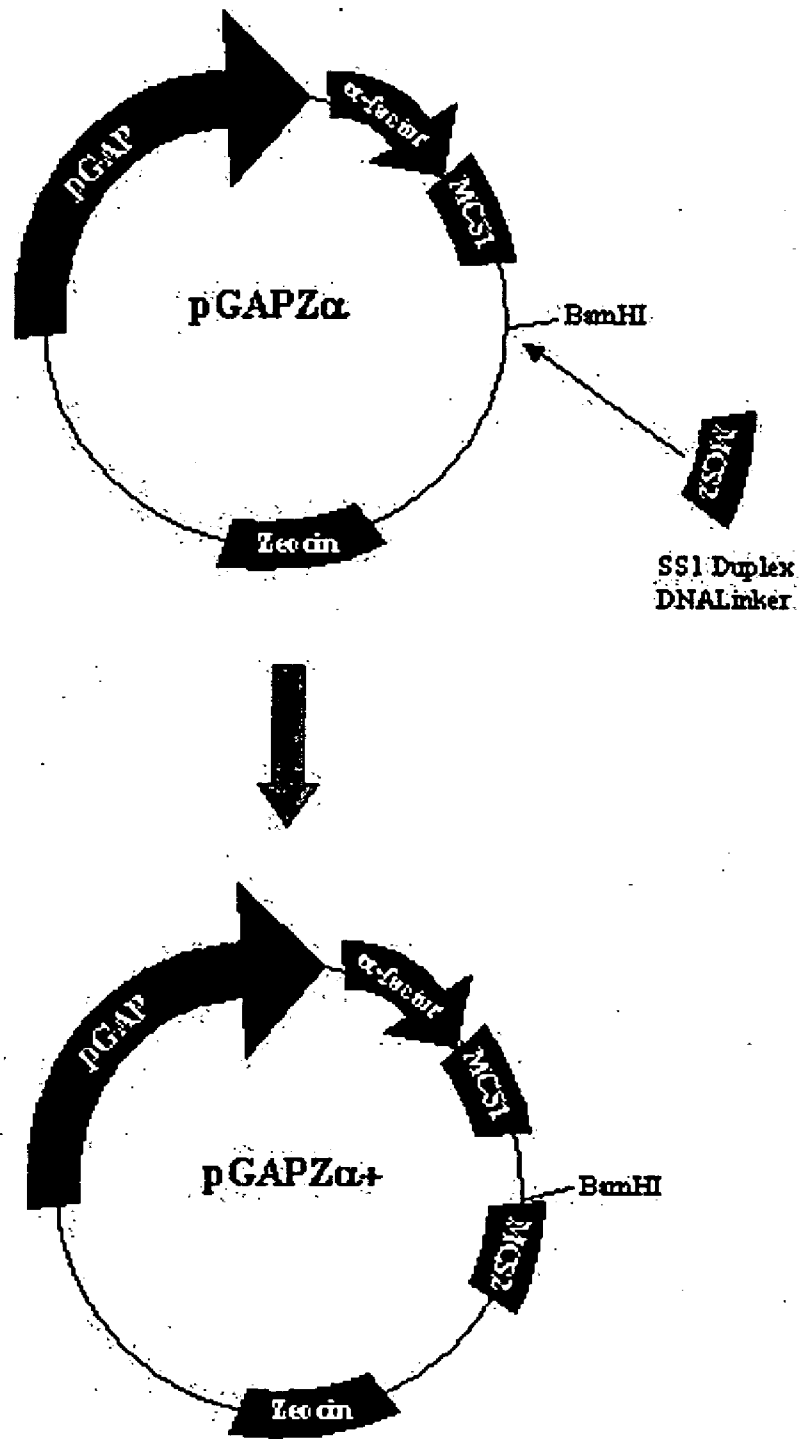 pGAP
α-factor
MCS1
pGAPZα
BamHI
MCS2
SS1 Duplex
DNALinker
Zeocin
pGAP
α-factor
MCS1
pGAPZα+
BamHI
MCS2
Zeocin